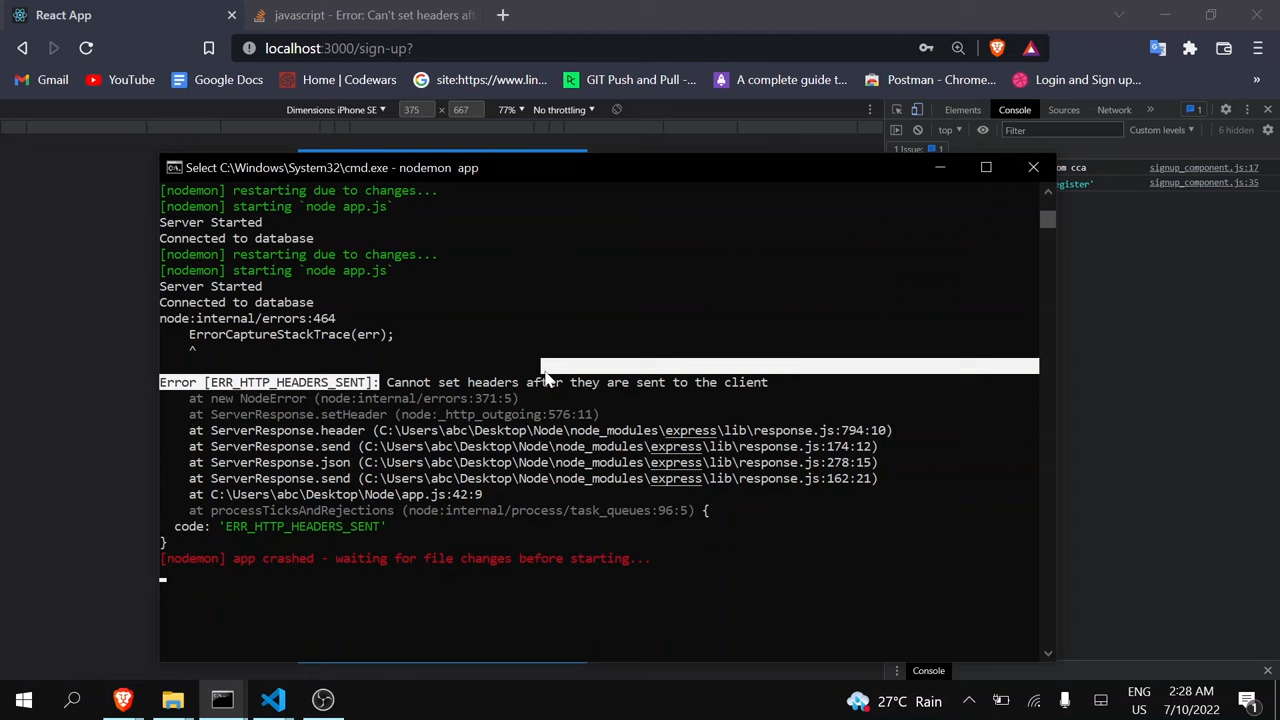 React App
javascript - Error: Can't set headers aft
localhost:3000/sign-up?
Gmail
YouTube
Google Docs
Home | Codewars
site:https://www.lin...
GIT Push and Pull -...
A complete guide t...
Postman - Chrome...
Login and Sign up...
»
Dimensions: iPhone SE
375 × 667
77%
No throttling
Elements
Console
Sources
Network
»
1
top
Filter
Custom levels
6 hidden
1 Issue: 1
om cca
signup_component.js:17
egister'
signup_component.js:35
Select C:\Windows\System32\cmd.exe - nodemon app
[nodemon] restarting due to changes...
[nodemon] starting `node app.js`
Server Started
Connected to database
[nodemon] restarting due to changes...
[nodemon] starting `node app.js`
Server Started
Connected to database
node:internal/errors:464
ErrorCaptureStackTrace(err);
^
Error [ERR_HTTP_HEADERS_SENT]: Cannot set headers after they are sent to the client
at new NodeError (node:internal/errors:371:5)
at ServerResponse.setHeader (node:_http_outgoing:576:11)
at ServerResponse.header (C:\Users\abc\Desktop\Node\node_modules\express\lib\response.js:794:10)
at ServerResponse.send (C:\Users\abc\Desktop\Node\node_modules\express\lib\response.js:174:12)
at ServerResponse.json (C:\Users\abc\Desktop\Node\node_modules\express\lib\response.js:278:15)
at ServerResponse.send (C:\Users\abc\Desktop\Node\node_modules\express\lib\response.js:162:21)
at C:\Users\abc\Desktop\Node\app.js:42:9
at processTicksAndRejections (node:internal/process/task_queues:96:5) {
code: 'ERR_HTTP_HEADERS_SENT'
}
[nodemon] app crashed - waiting for file changes before starting...
Console
27°C Rain
ENG
YE
2:28 AM
7/10/2022
1